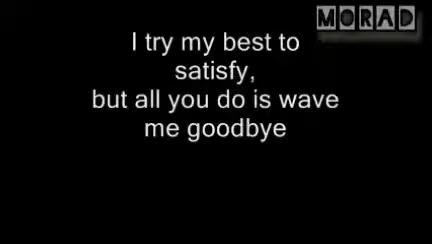 MORAD
I try my best to
satisfy,
but all you do is wave
me goodbye